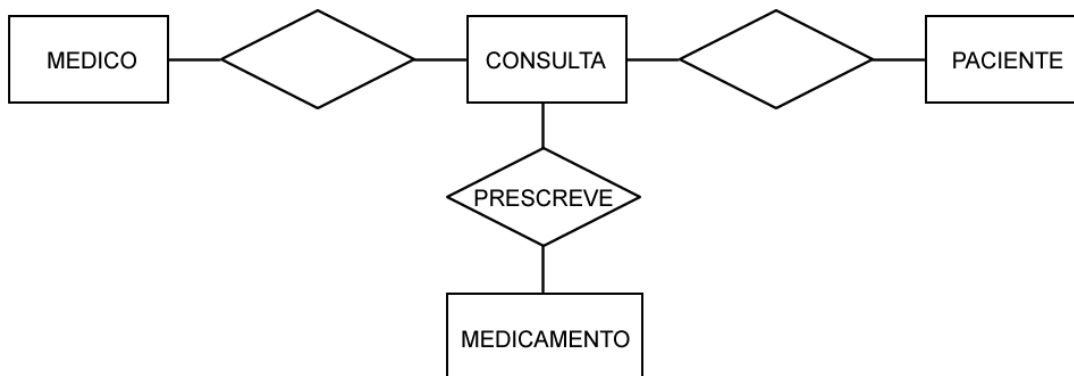 MEDICO
CONSULTA
PACIENTE
PRESCREVE
MEDICAMENTO